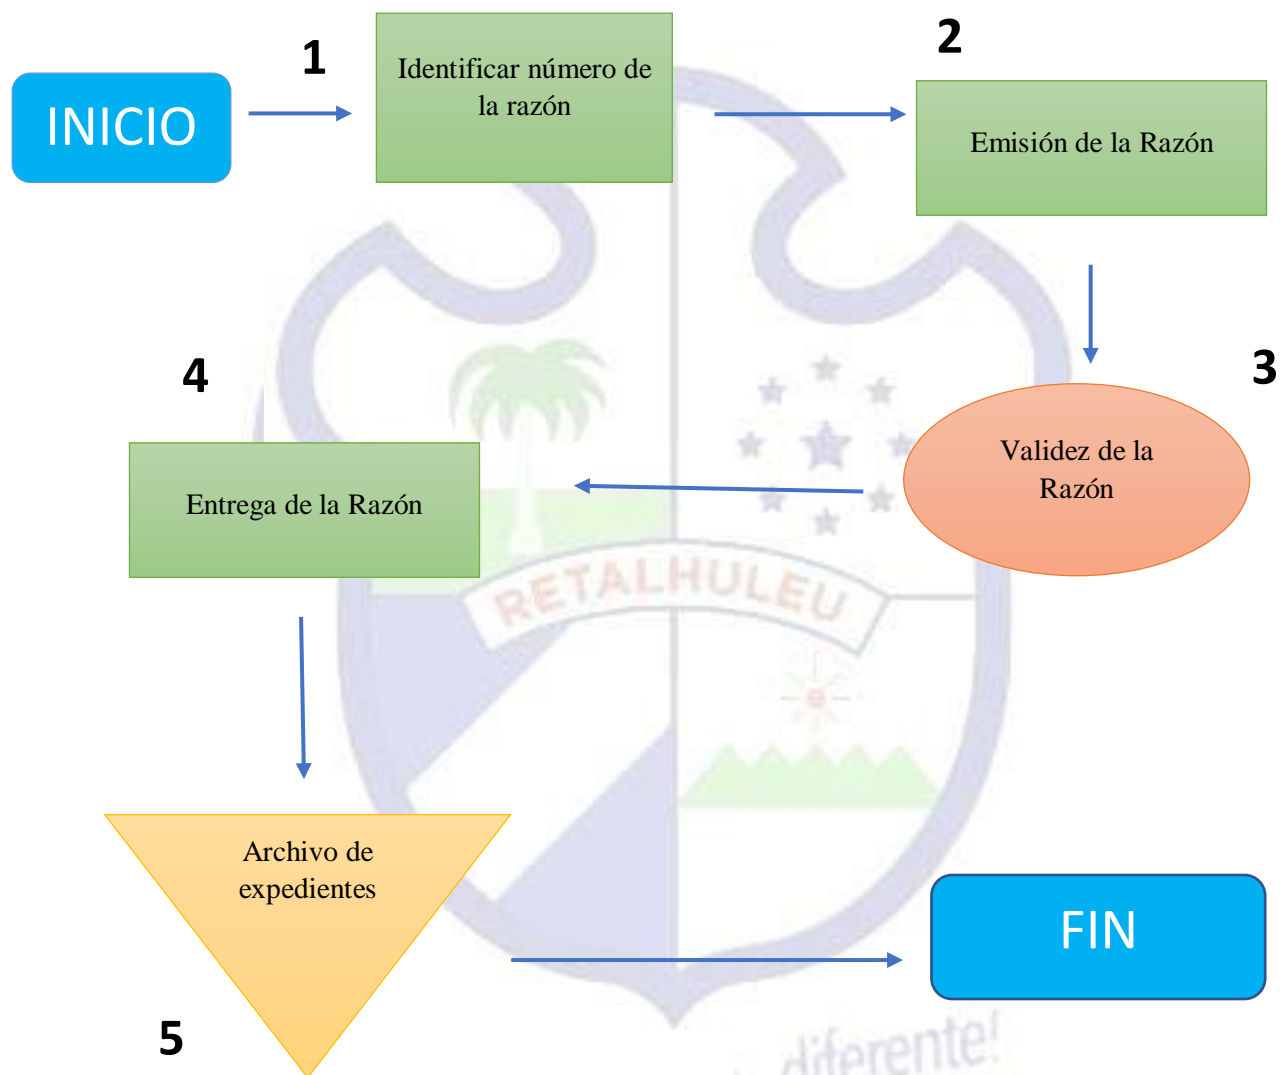 INICIO
1
Identificar número de
la razón
2
Emisión de la Razón
3
Validez de la
Razón
4
Entrega de la Razón
RETALHULEU
Archivo de
expedientes
5
FIN
diferente!